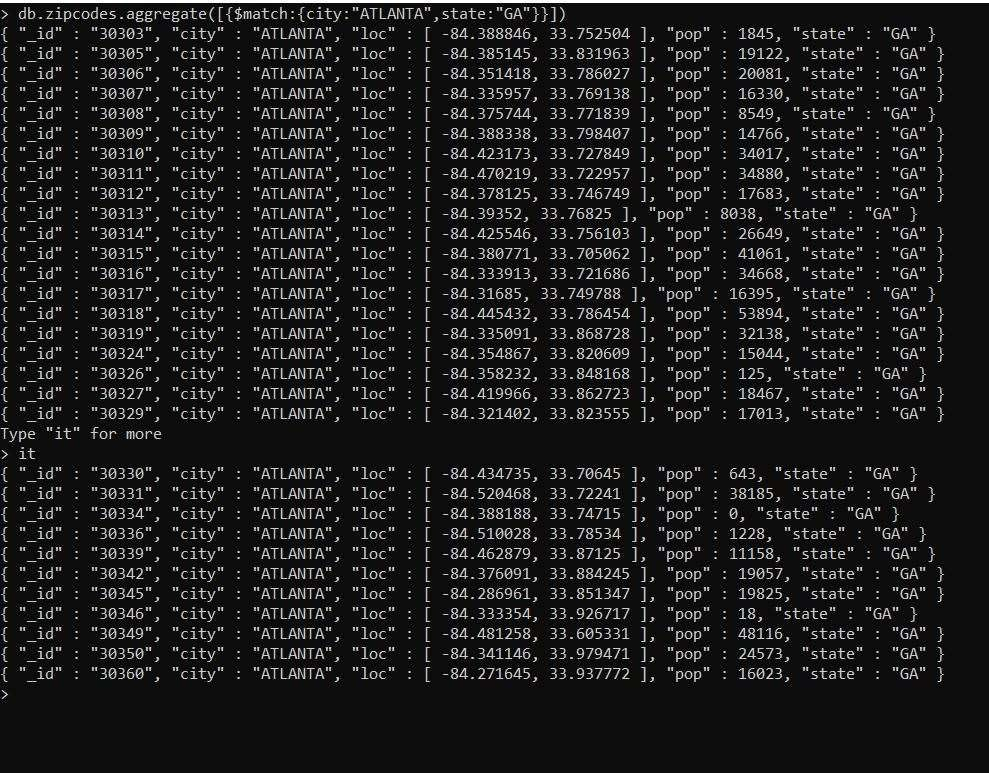 > db.zipcodes.aggregate([{$match:{city:"ATLANTA",state:"GA"}}])
{ "_id" : "30303", "city" : "ATLANTA", "loc" : [ -84.388846, 33.752504 ], "pop" : 1845, "state" : "GA" }
{ "_id" : "30305", "city" : "ATLANTA", "loc" : [ -84.385145, 33.831963 ], "pop" : 19122, "state" : "GA" }
{ "_id" : "30306", "city" : "ATLANTA", "loc" : [ -84.351418, 33.786027 ], "pop" : 20081, "state" : "GA" }
{ "_id" : "30307", "city" : "ATLANTA", "loc" : [ -84.335957, 33.769138 ], "pop" : 16330, "state" : "GA" }
{ "_id" : "30308", "city" : "ATLANTA", "loc" : [ -84.375744, 33.771839 ], "pop" : 8549, "state" : "GA" }
{ "_id" : "30309", "city" : "ATLANTA", "loc" : [ -84.388338, 33.798407 ], "pop" : 14766, "state" : "GA" }
{ "_id" : "30310", "city" : "ATLANTA", "loc" : [ -84.423173, 33.727849 ], "pop" : 34017, "state" : "GA" }
{ "_id" : "30311", "city" : "ATLANTA", "loc" : [ -84.470219, 33.722957 ], "pop" : 34880, "state" : "GA" }
{ "_id" : "30312", "city" : "ATLANTA", "loc" : [ -84.378125, 33.746749 ], "pop" : 17683, "state" : "GA" }
{ "_id" : "30313", "city" : "ATLANTA", "loc" : [ -84.39352, 33.76825 ], "pop" : 8038, "state" : "GA" }
{ "_id" : "30314", "city" : "ATLANTA", "loc" : [ -84.425546, 33.756103 ], "pop" : 26649, "state" : "GA" }
{ "_id" : "30315", "city" : "ATLANTA", "loc" : [ -84.380771, 33.705062 ], "pop" : 41061, "state" : "GA" }
{ "_id" : "30316", "city" : "ATLANTA", "loc" : [ -84.333913, 33.721686 ], "pop" : 34668, "state" : "GA" }
{ "_id" : "30317", "city" : "ATLANTA", "loc" : [ -84.31685, 33.749788 ], "pop" : 16395, "state" : "GA" }
{ "_id" : "30318", "city" : "ATLANTA", "loc" : [ -84.445432, 33.786454 ], "pop" : 53894, "state" : "GA" }
{ "_id" : "30319", "city" : "ATLANTA", "loc" : [ -84.335091, 33.868728 ], "pop" : 32138, "state" : "GA" }
{ "_id" : "30324", "city" : "ATLANTA", "loc" : [ -84.354867, 33.820609 ], "pop" : 15044, "state" : "GA" }
{ "_id" : "30326", "city" : "ATLANTA", "loc" : [ -84.358232, 33.848168 ], "pop" : 125, "state" : "GA" }
{ "_id" : "30327", "city" : "ATLANTA", "loc" : [ -84.419966, 33.862723 ], "pop" : 18467, "state" : "GA" }
{ "_id" : "30329", "city" : "ATLANTA", "loc" : [ -84.321402, 33.823555 ], "pop" : 17013, "state" : "GA" }
Type "it" for more
> it
{ "_id" : "30330", "city" : "ATLANTA", "loc" : [ -84.434735, 33.70645 ], "pop" : 643, "state" : "GA" }
{ "_id" : "30331", "city" : "ATLANTA", "loc" : [ -84.520468, 33.72241 ], "pop" : 38185, "state" : "GA" }
{ "_id" : "30334", "city" : "ATLANTA", "loc" : [ -84.388188, 33.74715 ], "pop" : 0, "state" : "GA" }
{ "_id" : "30336", "city" : "ATLANTA", "loc" : [ -84.510028, 33.78534 ], "pop" : 1228, "state" : "GA" }
{ "_id" : "30339", "city" : "ATLANTA", "loc" : [ -84.462879, 33.87125 ], "pop" : 11158, "state" : "GA" }
{ "_id" : "30342", "city" : "ATLANTA", "loc" : [ -84.376091, 33.884245 ], "pop" : 19057, "state" : "GA" }
{ "_id" : "30345", "city" : "ATLANTA", "loc" : [ -84.286961, 33.851347 ], "pop" : 19825, "state" : "GA" }
{ "_id" : "30346", "city" : "ATLANTA", "loc" : [ -84.333354, 33.926717 ], "pop" : 18, "state" : "GA" }
{ "_id" : "30349", "city" : "ATLANTA", "loc" : [ -84.481258, 33.605331 ], "pop" : 48116, "state" : "GA" }
{ "_id" : "30350", "city" : "ATLANTA", "loc" : [ -84.341146, 33.979471 ], "pop" : 24573, "state" : "GA" }
{ "_id" : "30360", "city" : "ATLANTA", "loc" : [ -84.271645, 33.937772 ], "pop" : 16023, "state" : "GA" }
>